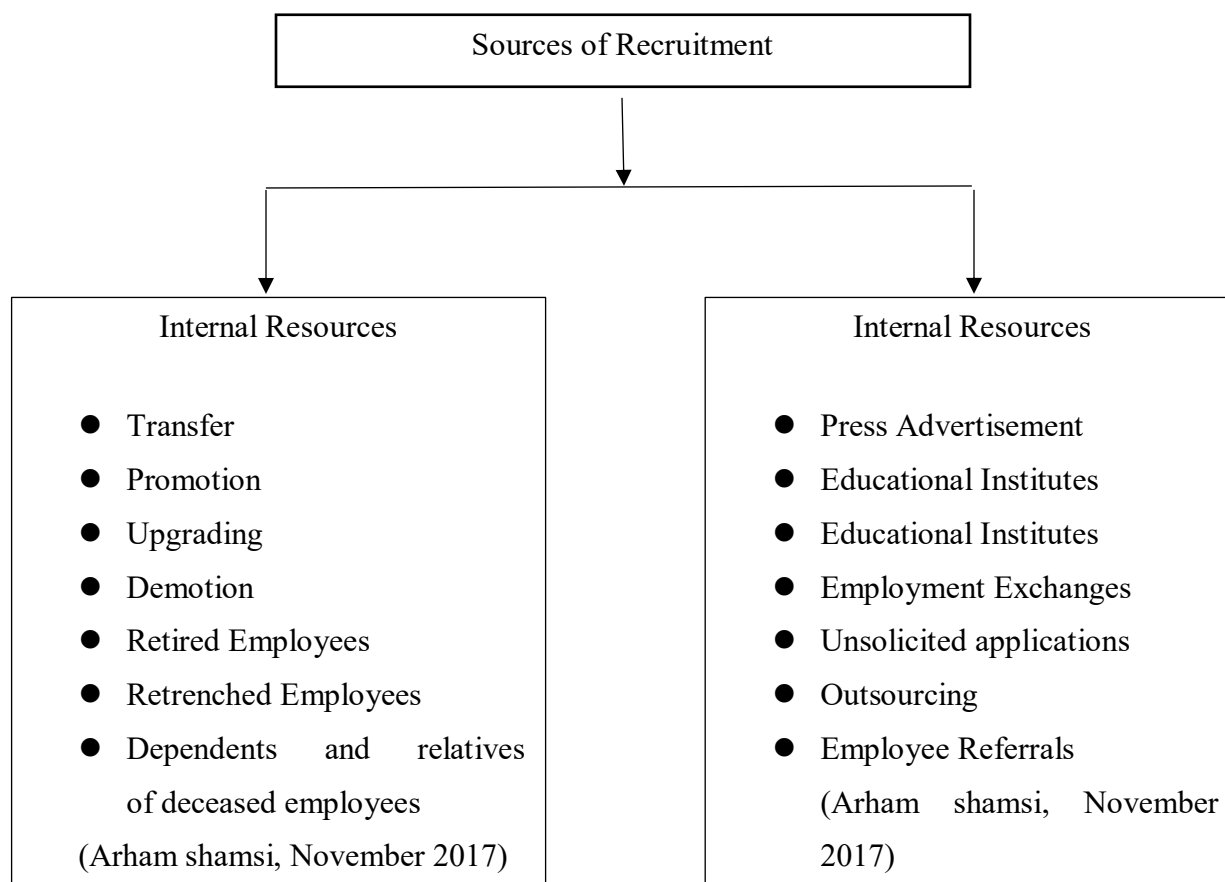 Sources of Recruitment
Internal Resources
● Transfer
● Promotion
● Upgrading
● Demotion
● Retired Employees
● Retrenched Employees
● Dependents and relatives
of deceased employees
(Arham shamsi, November 2017)
Internal Resources
● Press Advertisement
● Educational Institutes
● Educational Institutes
● Employment Exchanges
● Unsolicited applications
● Outsourcing
● Employee Referrals
(Arham shamsi, November
2017)